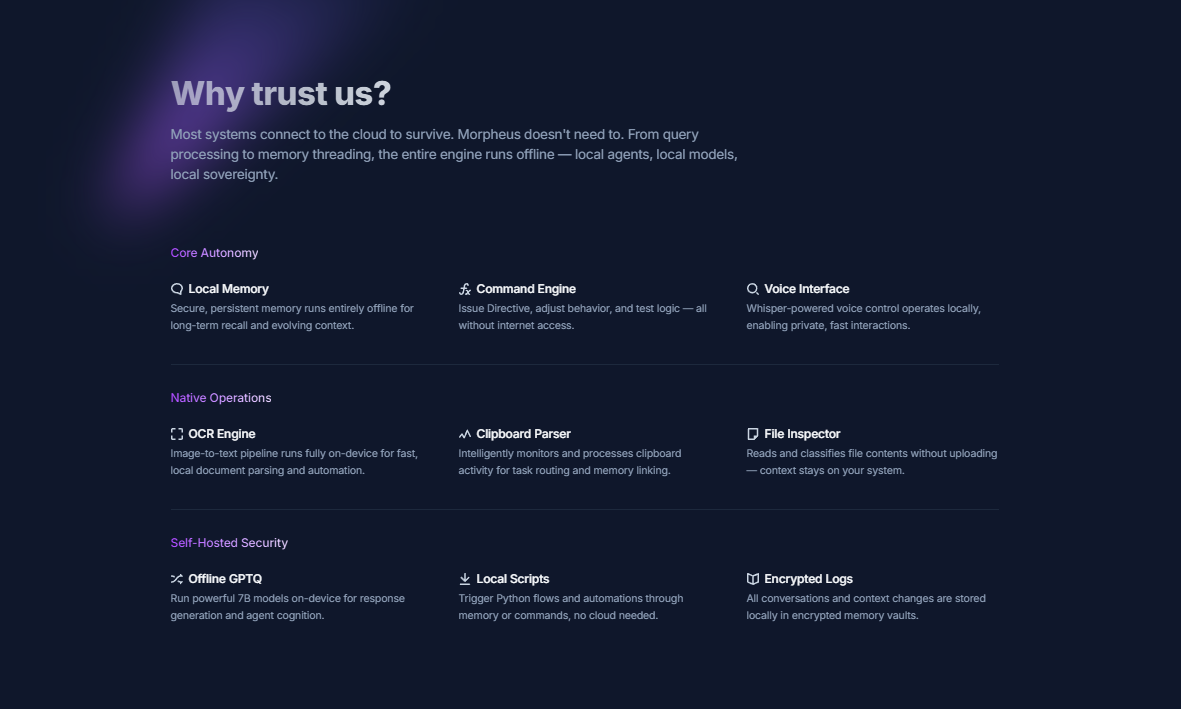 Why trust us?
Most systems connect to the cloud to survive. Morpheus doesn't need to. From query
processing to memory threading, the entire engine runs offline — local agents, local models,
local sovereignty.
Core Autonomy
Local Memory
Secure, persistent memory runs entirely offline for
long-term recall and evolving context.
Command Engine
Issue Directive, adjust behavior, and test logic — all
without internet access.
Voice Interface
Whisper-powered voice control operates locally,
enabling private, fast interactions.
Native Operations
OCR Engine
Image-to-text pipeline runs fully on-device for fast,
local document parsing and automation.
Clipboard Parser
Intelligently monitors and processes clipboard
activity for task routing and memory linking.
File Inspector
Reads and classifies file contents without uploading
— context stays on your system.
Self-Hosted Security
Offline GPTQ
Run powerful 7B models on-device for response
generation and agent cognition.
Local Scripts
Trigger Python flows and automations through
memory or commands, no cloud needed.
Encrypted Logs
All conversations and context changes are stored
locally in encrypted memory vaults.